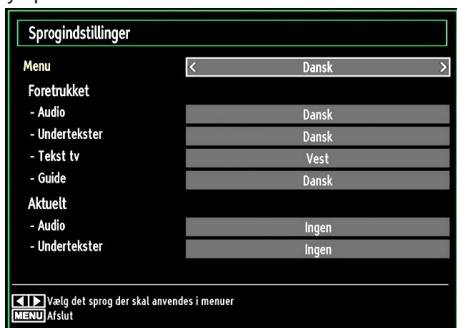 Sprogindstillinger
Menu < Dansk >
Foretrukket
- Audio Dansk
- Undertekster Dansk
- Tekst tv Vest
- Guide Dansk
Aktuelt
- Audio Ingen
- Undertekster Ingen
Vælg det sprog der skal anvendes i menuer
MENU Afslut